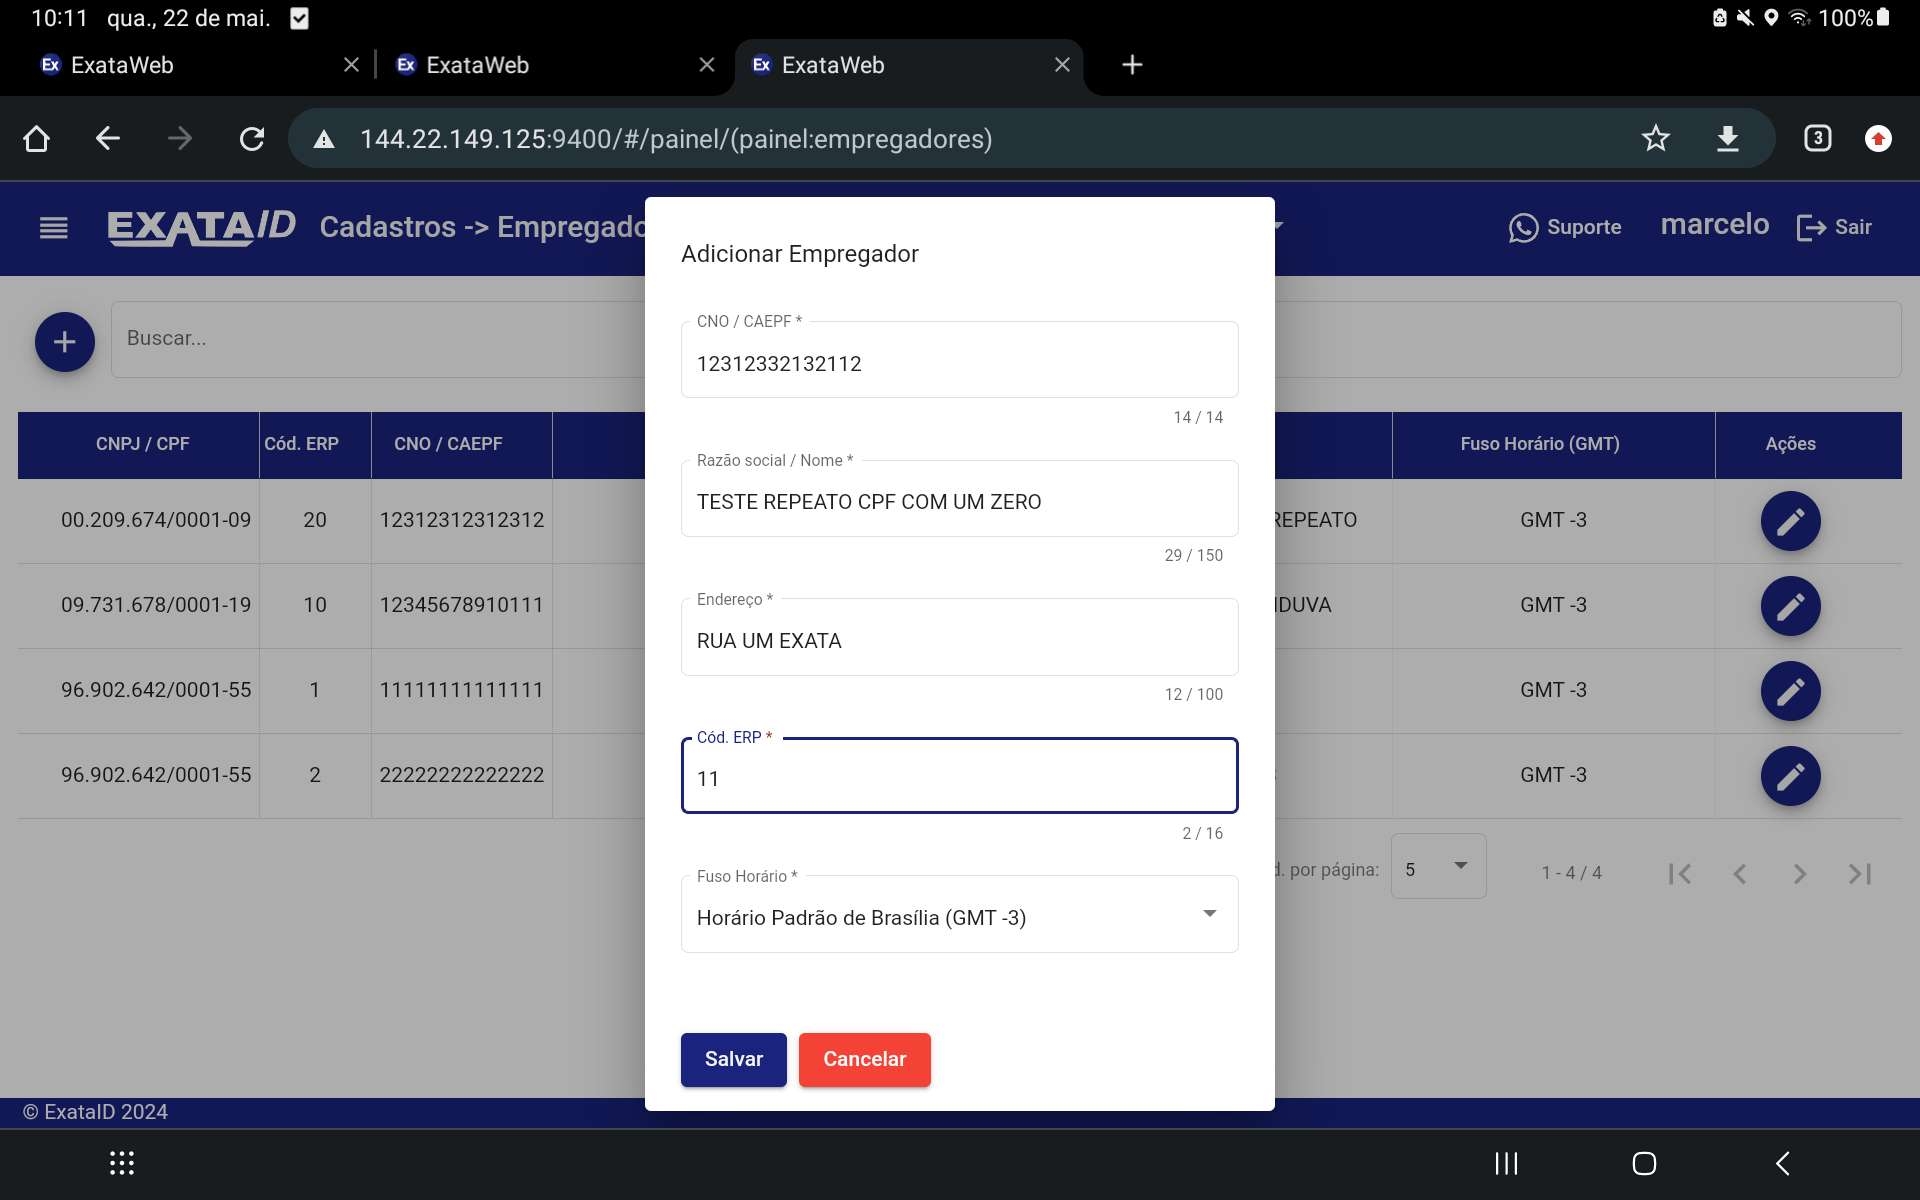 10:11 qua., 22 de mai. 100%
Ex ExataWeb Ex ExataWeb Ex ExataWeb
144.22.149.125:9400/#/painel/(painel:empregadores) 3
EXATAID Cadastros -> Empregado Suporte marcelo Sair
Buscar...
CNPJ / CPF Cód. ERP CNO / CAEPF Fuso Horário (GMT) Ações
00.209.674/0001-09 20 12312312312312 REPEATO GMT -3
09.731.678/0001-19 10 12345678910111 DUVA GMT -3
96.902.642/0001-55 1 11111111111111 GMT -3
96.902.642/0001-55 2 22222222222222 GMT -3
d. por página: 5 1 - 4 / 4
Adicionar Empregador
CNO / CAEPF *
12312332132112
14 / 14
Razão social / Nome *
TESTE REPEATO CPF COM UM ZERO
29 / 150
Endereço *
RUA UM EXATA
12 / 100
Cód. ERP *
11
2 / 16
Fuso Horário *
Horário Padrão de Brasília (GMT -3)
Salvar Cancelar
© ExataID 2024